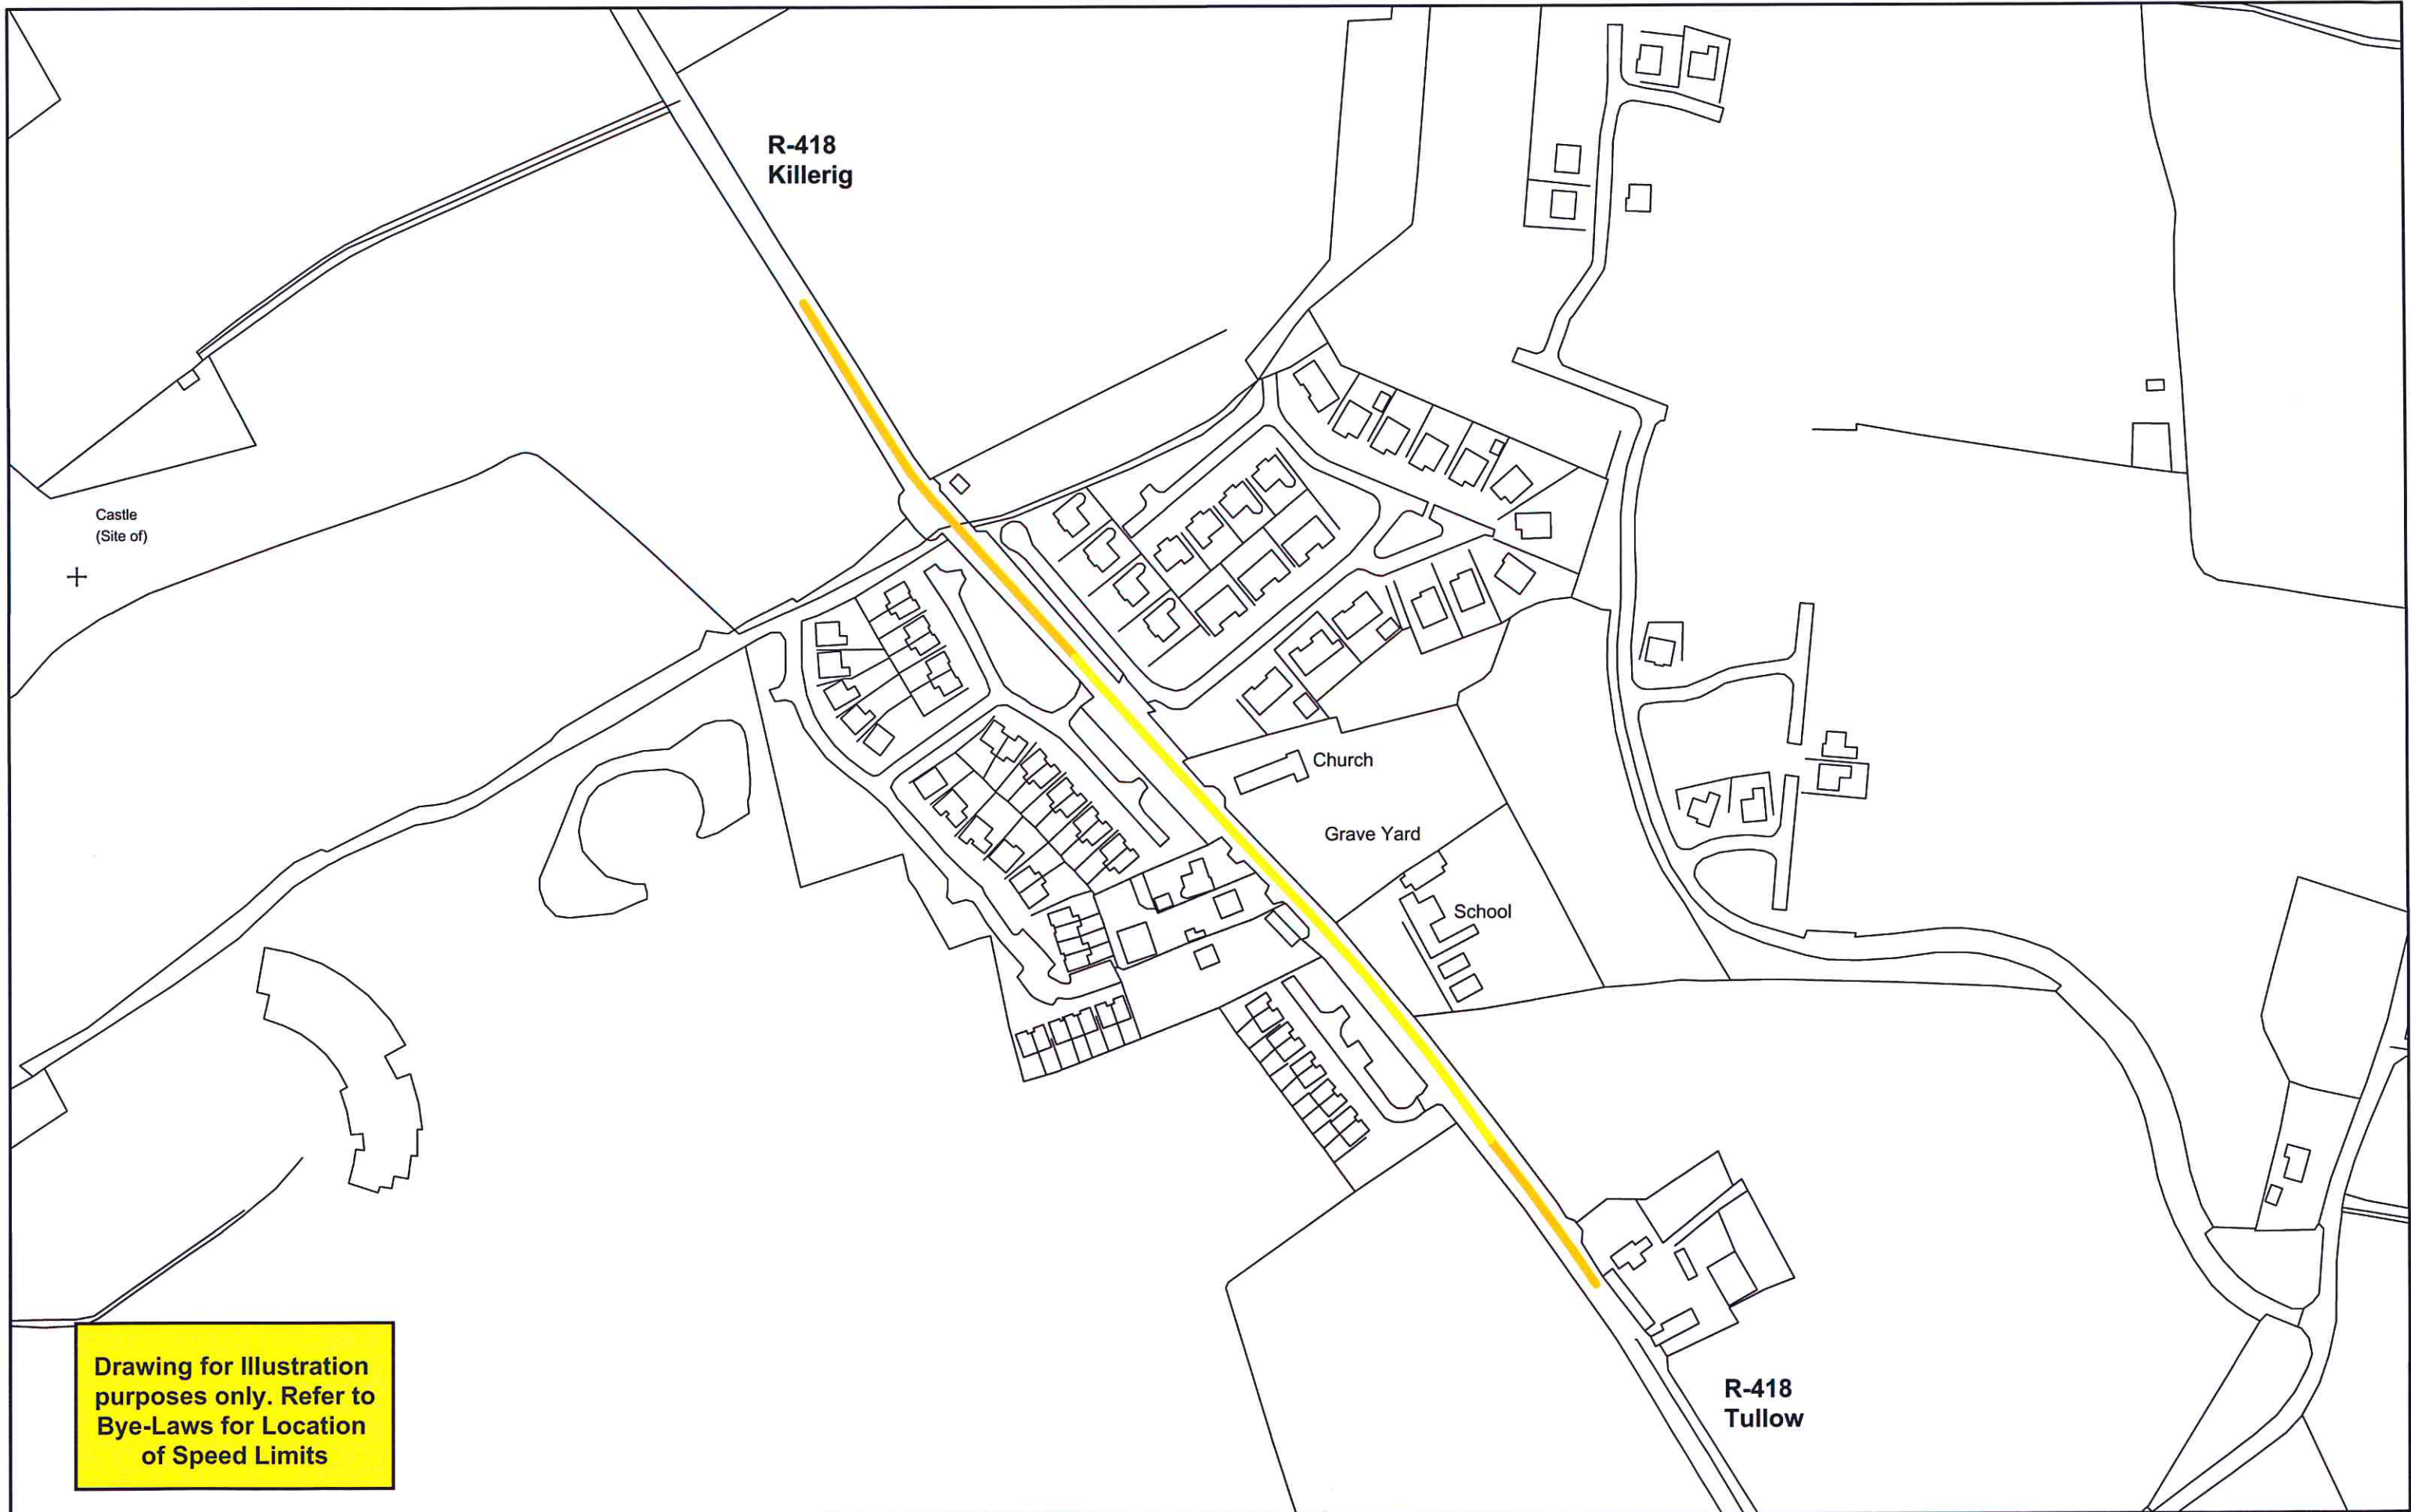 R-418
Killerig
Castle
(Site of)
Church
Grave Yard
School
Drawing for Illustration
purposes only. Refer to
Bye-Laws for Location
of Speed Limits
R-418
Tullow